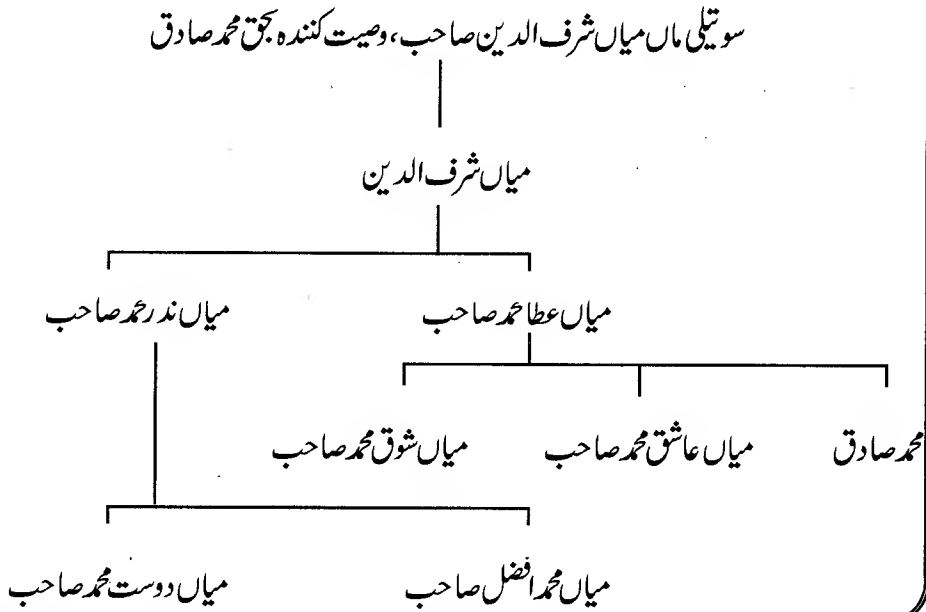 سوتیلی ماں میاں شرف الدین صاحب، وصیت کنندہ بحق محمد صادق
میاں شرف الدین
میاں عطا محمد صاحب میاں نذر محمد صاحب
محمد صادق میاں عاشق محمد صاحب میاں شوق محمد صاحب
میاں محمد افضل صاحب میاں دوست محمد صاحب